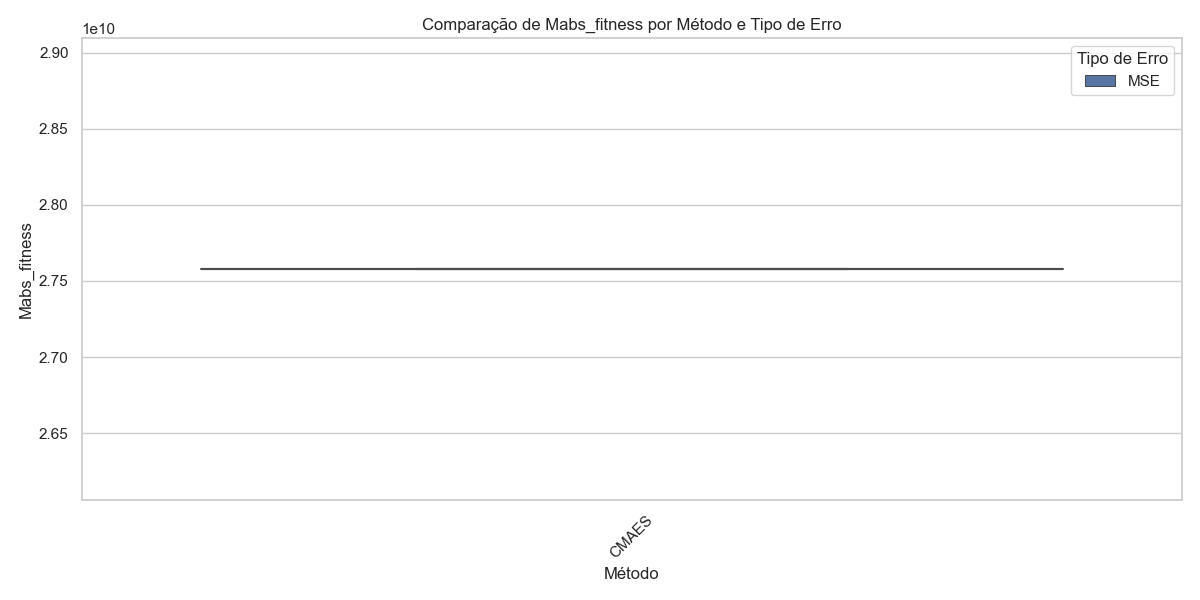 Comparação de Mabs_fitness por Método e Tipo de Erro
1e10
2.90
2.85
2.80
2.75
2.70
2.65
Mabs_fitness
Tipo de Erro
MSE
CMAES
Método